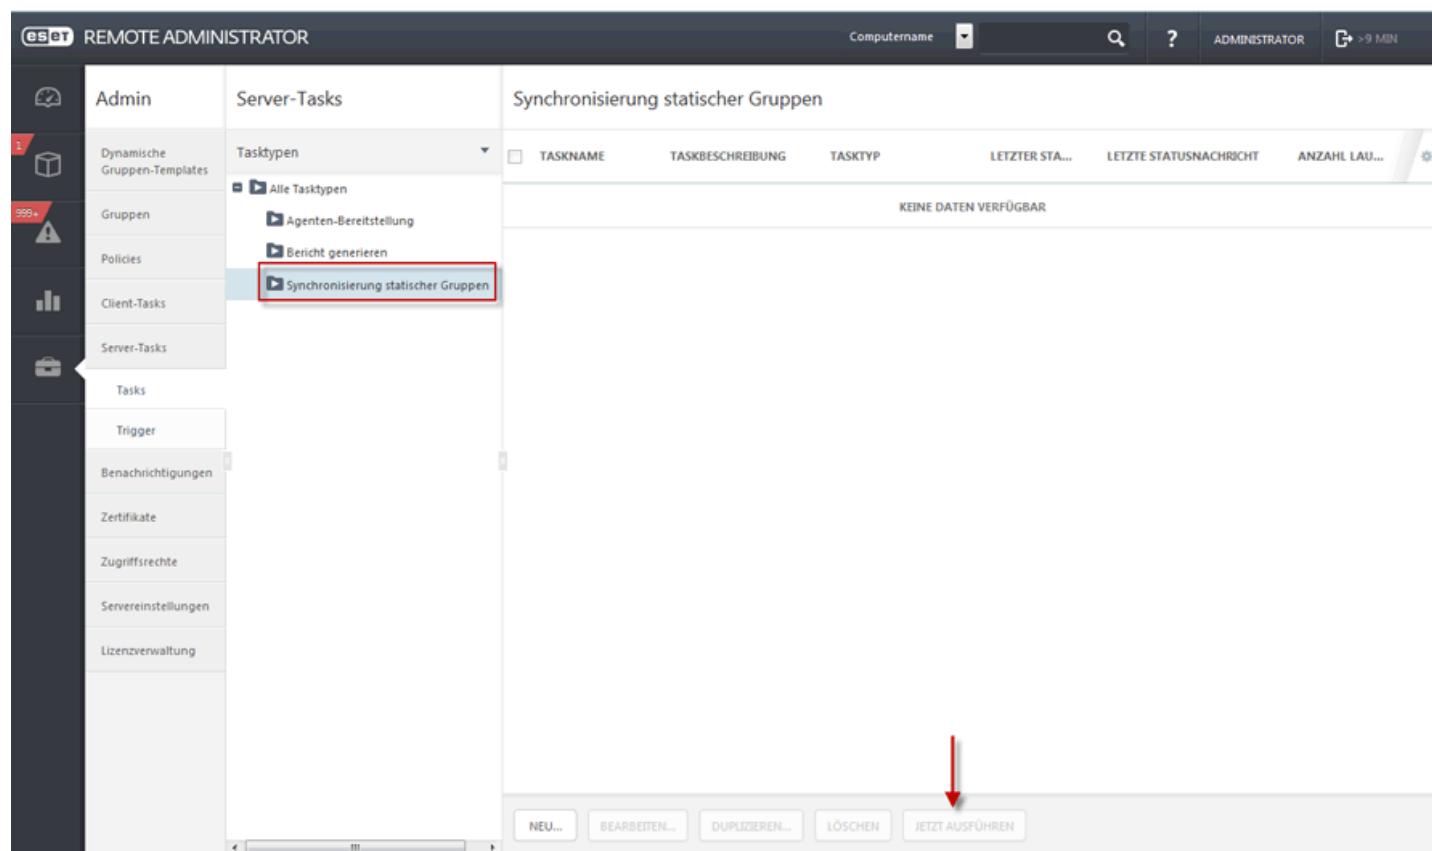 eset REMOTE ADMINISTRATOR
Computername
?
ADMINISTRATOR
>9 MIN
1
999+
Admin
Dynamische
Gruppen-Templates
Gruppen
Policies
Client-Tasks
Server-Tasks
Tasks
Trigger
Benachrichtigungen
Zertifikate
Zugriffsrechte
Servereinstellungen
Lizenzverwaltung
Server-Tasks
Tasktypen
Alle Tasktypen
Agenten-Bereitstellung
Bericht generieren
Synchronisierung statischer Gruppen
Synchronisierung statischer Gruppen
TASKNAME TASKBESCHREIBUNG TASKTYP LETZTER STA... LETZTE STATUSNACHRICHT ANZAHL LAU...
KEINE DATEN VERFÜGBAR
NEU... BEARBEITEN... DUPLIZIEREN... LÖSCHEN JETZT AUSFÜHREN